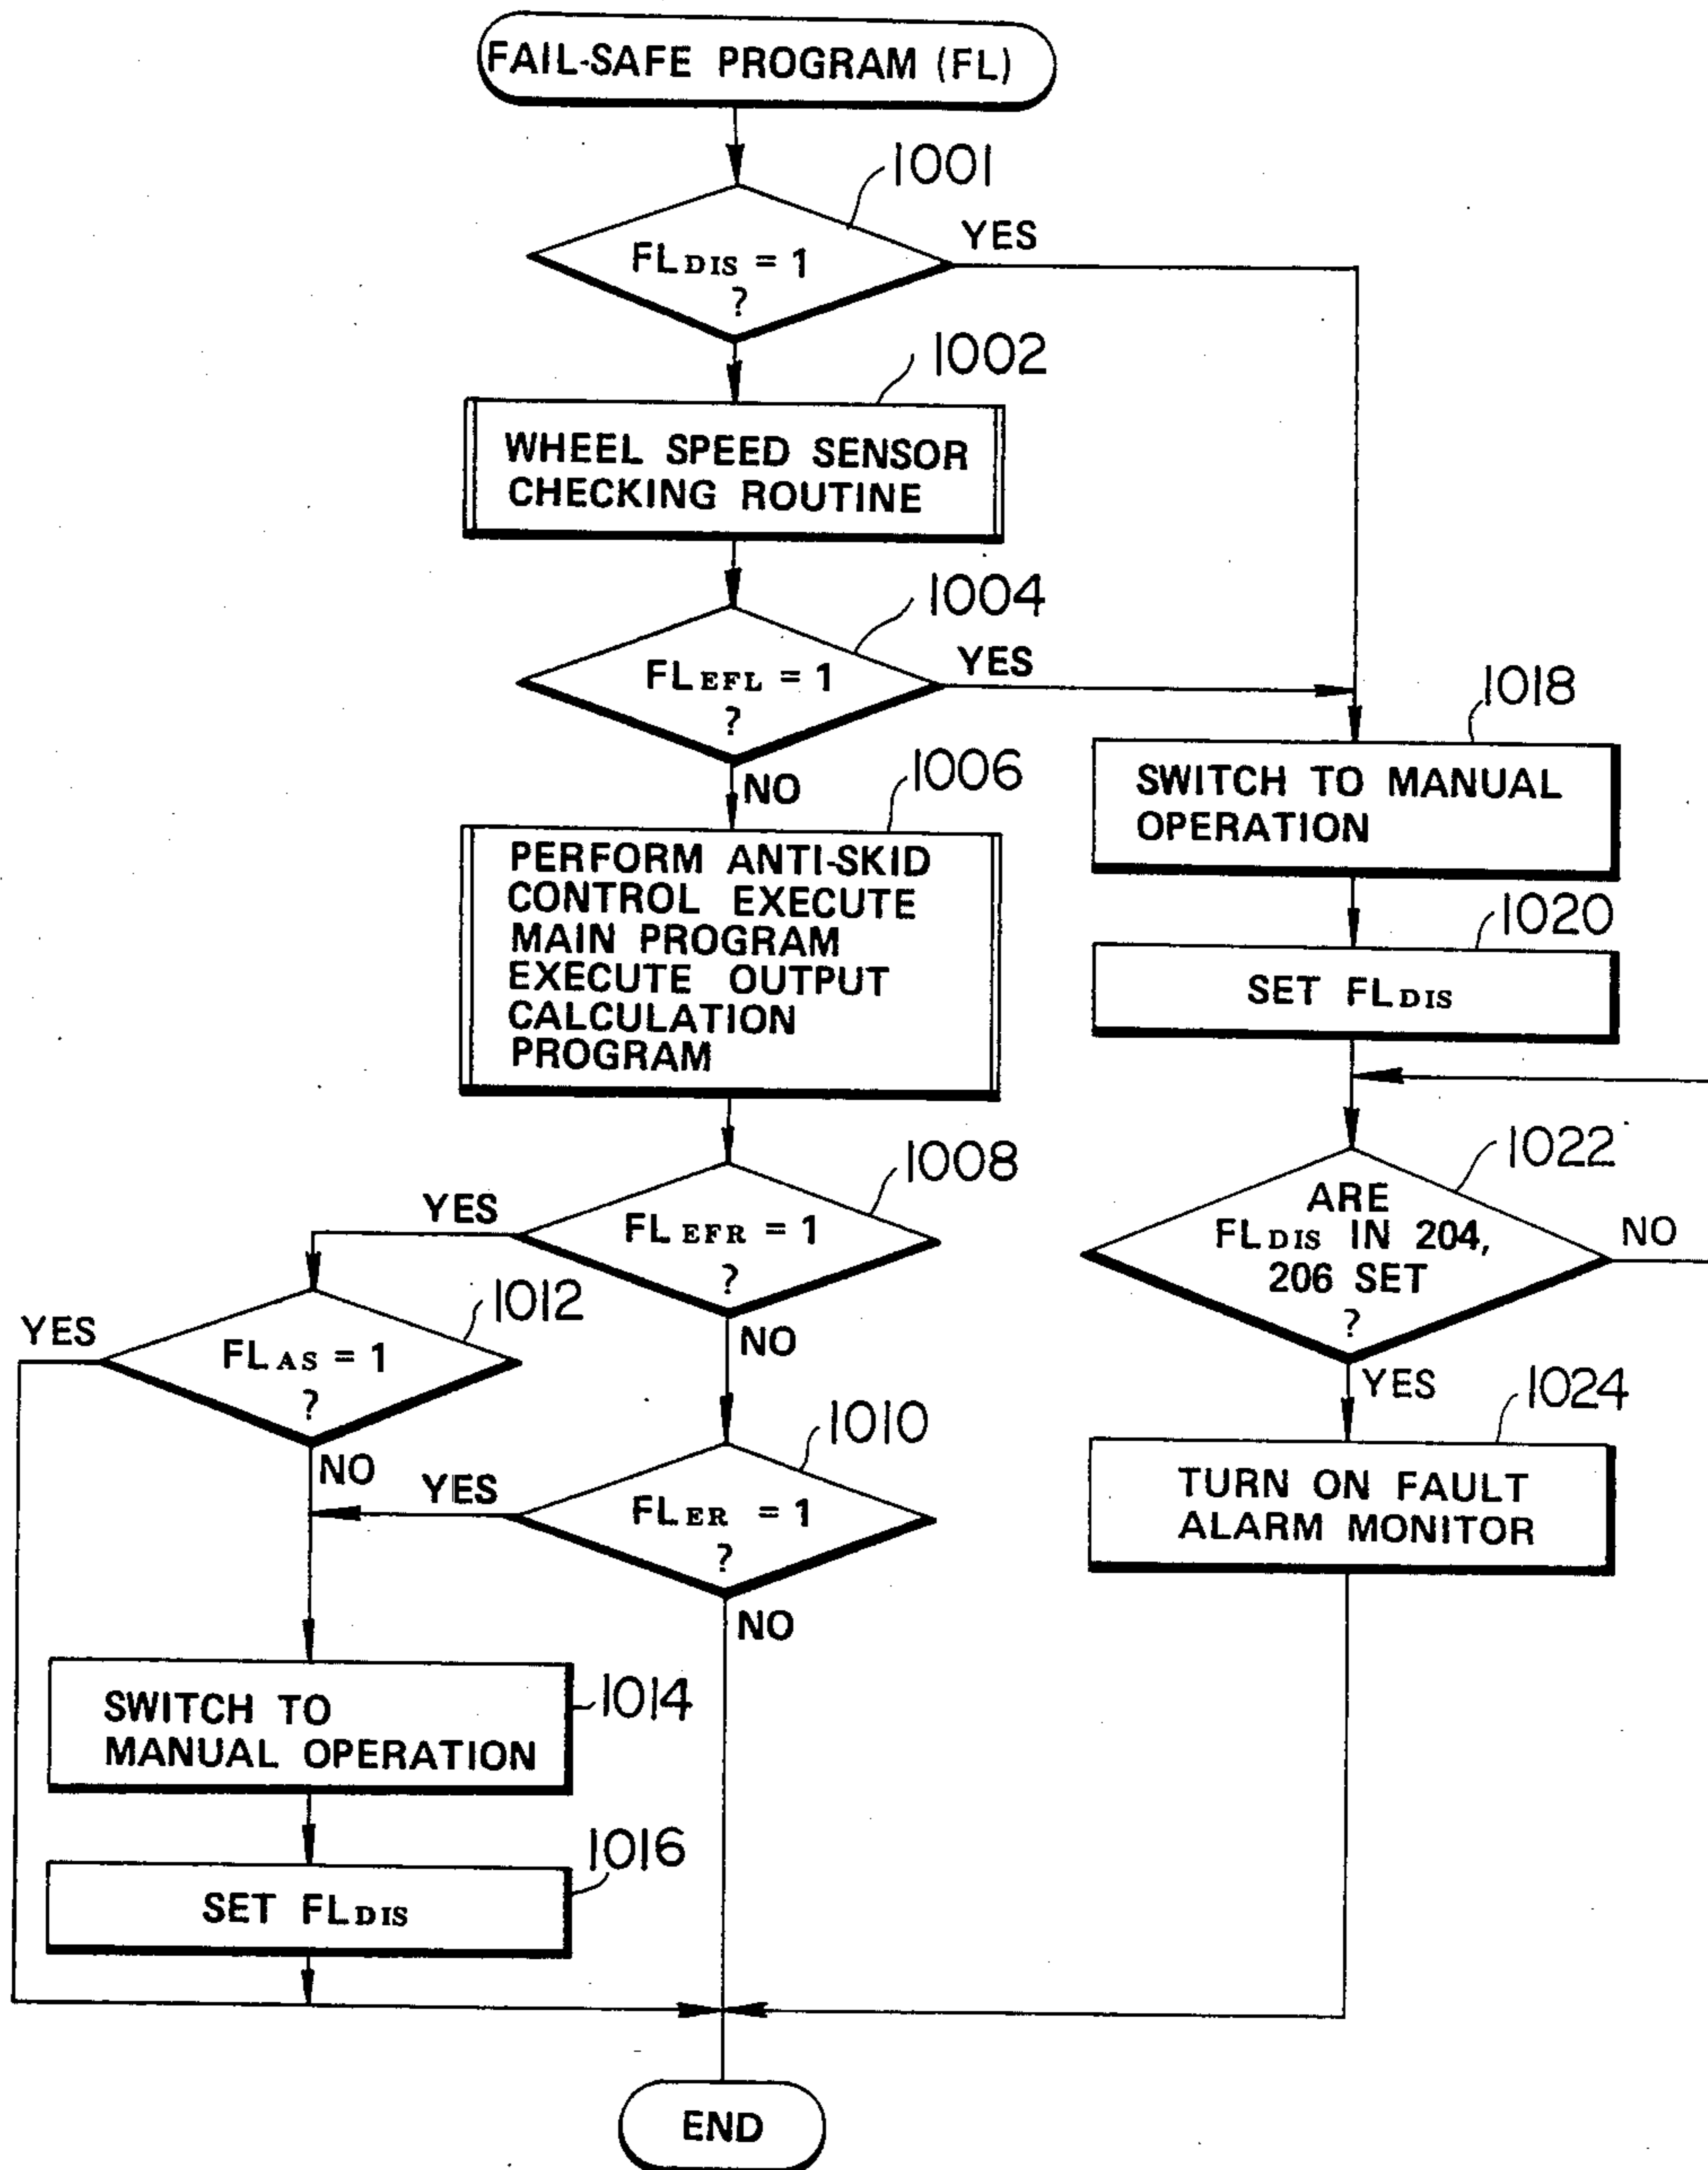 FAIL-SAFE PROGRAM (FL)
1001
FLDIS = 1
?
YES
1002
WHEEL SPEED SENSOR
CHECKING ROUTINE
1004
FLEFL = 1
?
YES
NO
1006
PERFORM ANTI-SKID
CONTROL EXECUTE
MAIN PROGRAM
EXECUTE OUTPUT
CALCULATION
PROGRAM
1018
SWITCH TO MANUAL
OPERATION
1020
SET FLDIS
1008
YES
FLEFR = 1
?
NO
1022
ARE
FLDIS IN 204,
206 SET
?
NO
YES
1012
YES
FLAS = 1
?
NO
1010
YES
FLER = 1
?
NO
1024
TURN ON FAULT
ALARM MONITOR
1014
SWITCH TO
MANUAL OPERATION
1016
SET FLDIS
END